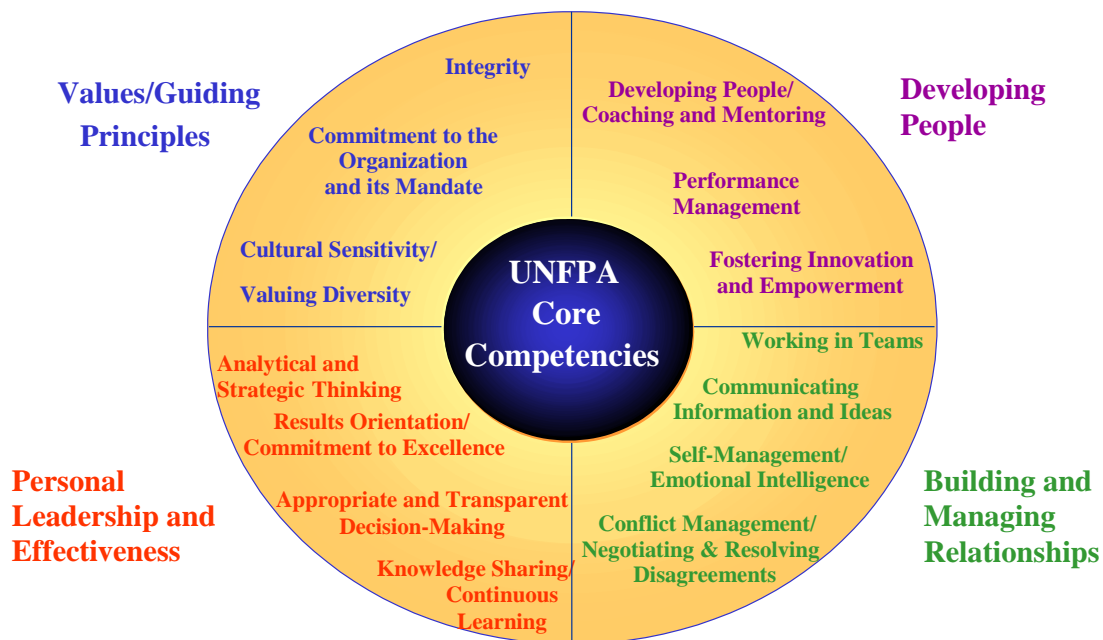 Values/Guiding
Principles
Integrity
Commitment to the
Organization
and its Mandate
Cultural Sensitivity/
Valuing Diversity
Developing People/
Coaching and Mentoring
Performance
Management
Fostering Innovation
and Empowerment
Developing
People
UNFPA
Core
Competencies
Analytical and
Strategic Thinking
Results Orientation/
Commitment to Excellence
Appropriate and Transparent
Decision-Making
Knowledge Sharing/
Continuous
Learning
Personal
Leadership and
Effectiveness
Working in Teams
Communicating
Information and Ideas
Self-Management/
Emotional Intelligence
Conflict Management/
Negotiating & Resolving
Disagreements
Building and
Managing
Relationships